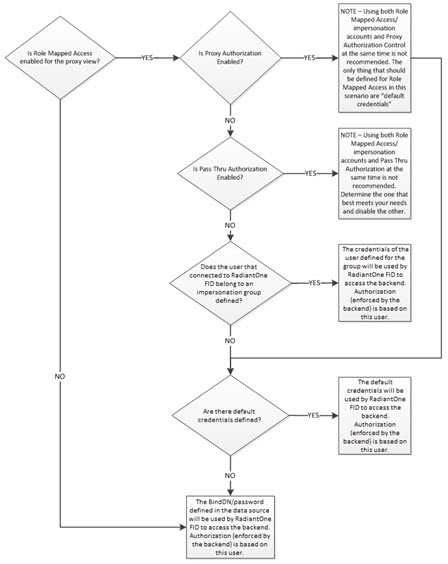 Is Role Mapped Access
enabled for the proxy view?
YES
Is Proxy Authorization
Enabled?
YES
NOTE – Using both Role
Mapped Access/
impersonation
accounts and Proxy
Authorization Control
at the same time is not
recommended. The only
thing that should
be defined for Role
Mapped Access in this
scenario are “default
credentials”
NO
Is Pass Thru Authorization
Enabled?
YES
NOTE – Using both Role
Mapped Access/
impersonation
accounts and Pass Thru
Authorization at the
same time is not
recommended.
Determine the one that
best meets your needs
and disable the other.
NO
Does the user that
connected to RadiantOne
FID belong to an
impersonation group
defined?
YES
The credentials of the
user defined for the
group will be used by
RadiantOne FID to
access the backend.
Authorization
(enforced by the
backend) is based on
this user.
NO
NO
Are there default
credentials defined?
YES
The default
credentials will be
used by RadiantOne
FID to access the
backend.
Authorization
(enforced by the
backend) is based on
this user.
NO
The BindDN/password
defined in the data source
will be used by RadiantOne
FID to access the backend.
Authorization (enforced by
the backend) is based on
this user.